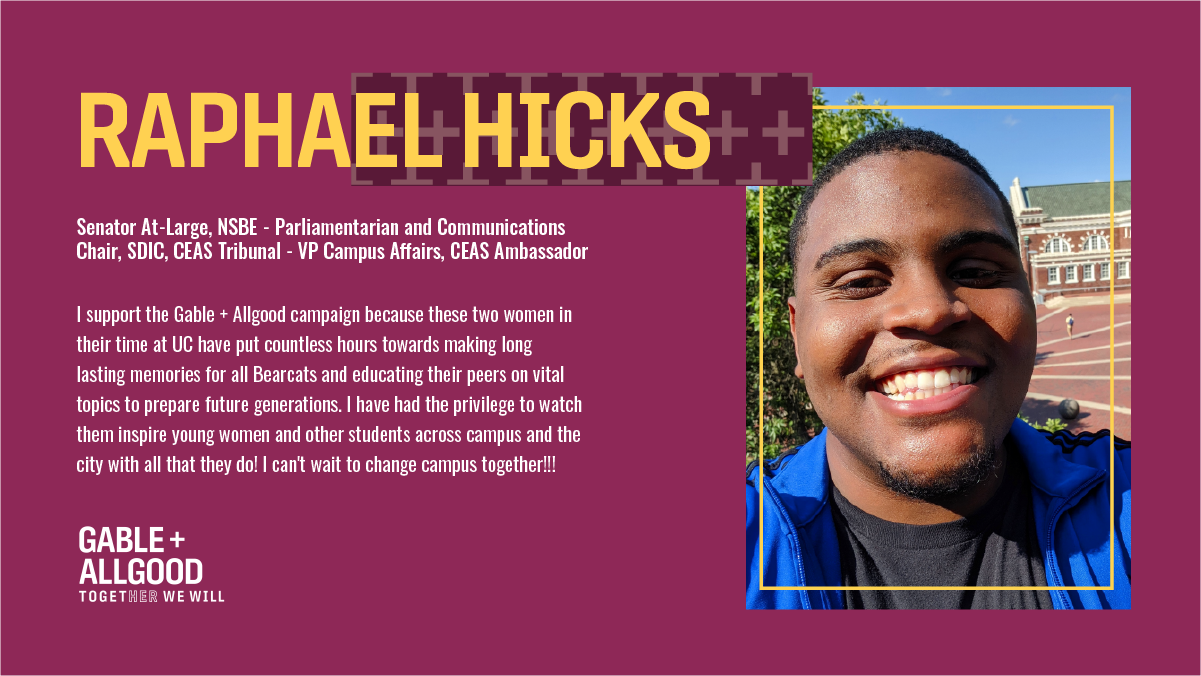 RAPHAEL HICKS
Senator At-Large, NSBE - Parliamentarian and Communications
Chair, SDIC, CEAS Tribunal - VP Campus Affairs, CEAS Ambassador
I support the Gable + Allgood campaign because these two women in
their time at UC have put countless hours towards making long
lasting memories for all Bearcats and educating their peers on vital
topics to prepare future generations. I have had the privilege to watch
them inspire young women and other students across campus and the
city with all that they do! I can't wait to change campus together!!!
GABLE +
ALLGOOD
TOGETHER WE WILL